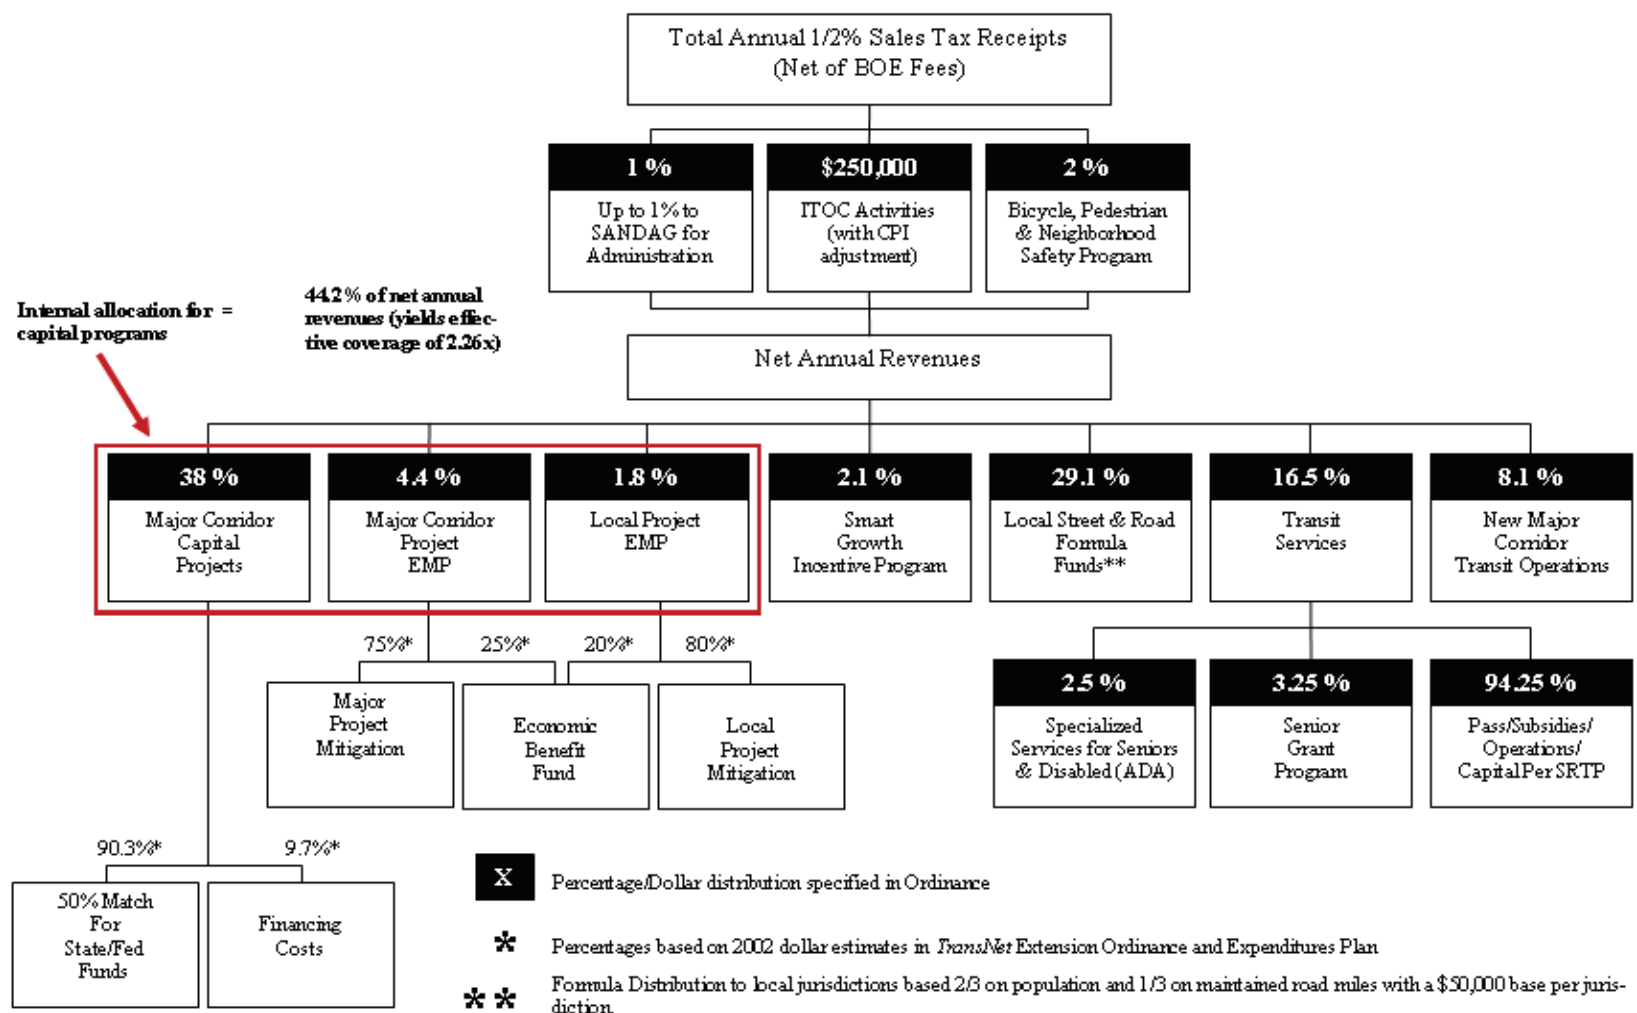 Total Annual 1/2% Sales Tax Receipts
(Net of BOE Fees)
1 %
Up to 1% to
SANDAG for
Administration
$250,000
ITOC Activities
(with CPI
adjustment)
2 %
Bicycle, Pedestrian
& Neighborhood
Safety Program
Internal allocation for =
capital programs
44.2% of net annual
revenues (yields effec-
tive coverage of 2.26x)
Net Annual Revenues
38 %
Major Corridor
Capital
Projects
4.4 %
Major Corridor
Project
EMP
1.8 %
Local Project
EMP
2.1 %
Smart
Growth
Incentive Program
29.1 %
Local Street & Road
Formula
Funds**
16.5 %
Transit
Services
8.1 %
New Major
Corridor
Transit Operations
75%*
25%*
20%*
80%*
Major
Project
Mitigation
Economic
Benefit
Fund
Local
Project
Mitigation
2.5 %
Specialized
Services for Seniors
& Disabled (ADA)
3.25 %
Senior
Grant
Program
94.25 %
Pass/Subsidies/
Operations/
Capital Per SRTP
90.3%*
9.7%*
50% Match
For
State/Fed
Funds
Financing
Costs
X Percentage/Dollar distribution specified in Ordinance
* Percentages based on 2002 dollar estimates in TransNet Extension Ordinance and Expenditures Plan
** Formula Distribution to local jurisdictions based 2/3 on population and 1/3 on maintained road miles with a $50,000 base per juris-
diction.